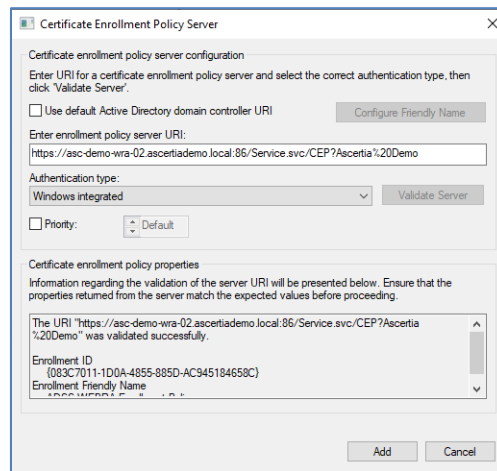 Certificate Enrollment Policy Server
Certificate enrollment policy server configuration
Enter URI for a certificate enrollment policy server and select the correct authentication type, then
click 'Validate Server'.
Use default Active Directory domain controller URI
Configure Friendly Name
Enter enrollment policy server URI:
https://asc-demo-wra-02.ascertiademo.local:86/Service.svc/CEP?Ascertia%20Demo
Authentication type:
Windows integrated
Validate Server
Priority:
Default
Certificate enrollment policy properties
Information regarding the validation of the server URI will be presented below. Ensure that the
properties returned from the server match the expected values before proceeding.
The URI "https://asc-demo-wra-02.ascertiademo.local:86/Service.svc/CEP?Ascertia
%20Demo" was validated successfully.
Enrollment ID
{083C7011-1D0A-4855-885D-AC945184658C}
Enrollment Friendly Name
Add
Cancel